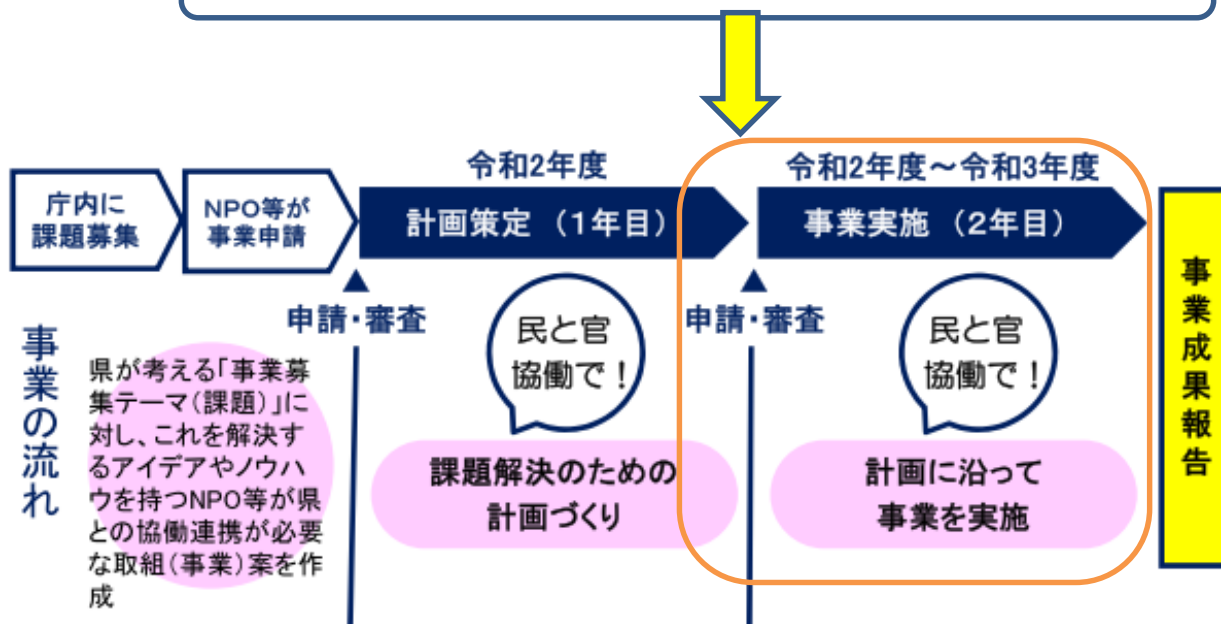 令和2年度
令和2年度～令和3年度
庁内に
課題募集
NPO等が
事業申請
計画策定（1年目）
事業実施（2年目）
申請・審査
申請・審査
民と官
協働で！
民と官
協働で！
事業の流れ
県が考える「事業募
集テーマ（課題）」に
対し、これを解決す
るアイデアやノウハ
ウを持つNPO等が県
との協働連携が必要
な取組（事業）案を作
成
課題解決のための
計画づくり
計画に沿って
事業を実施
事業成果報告